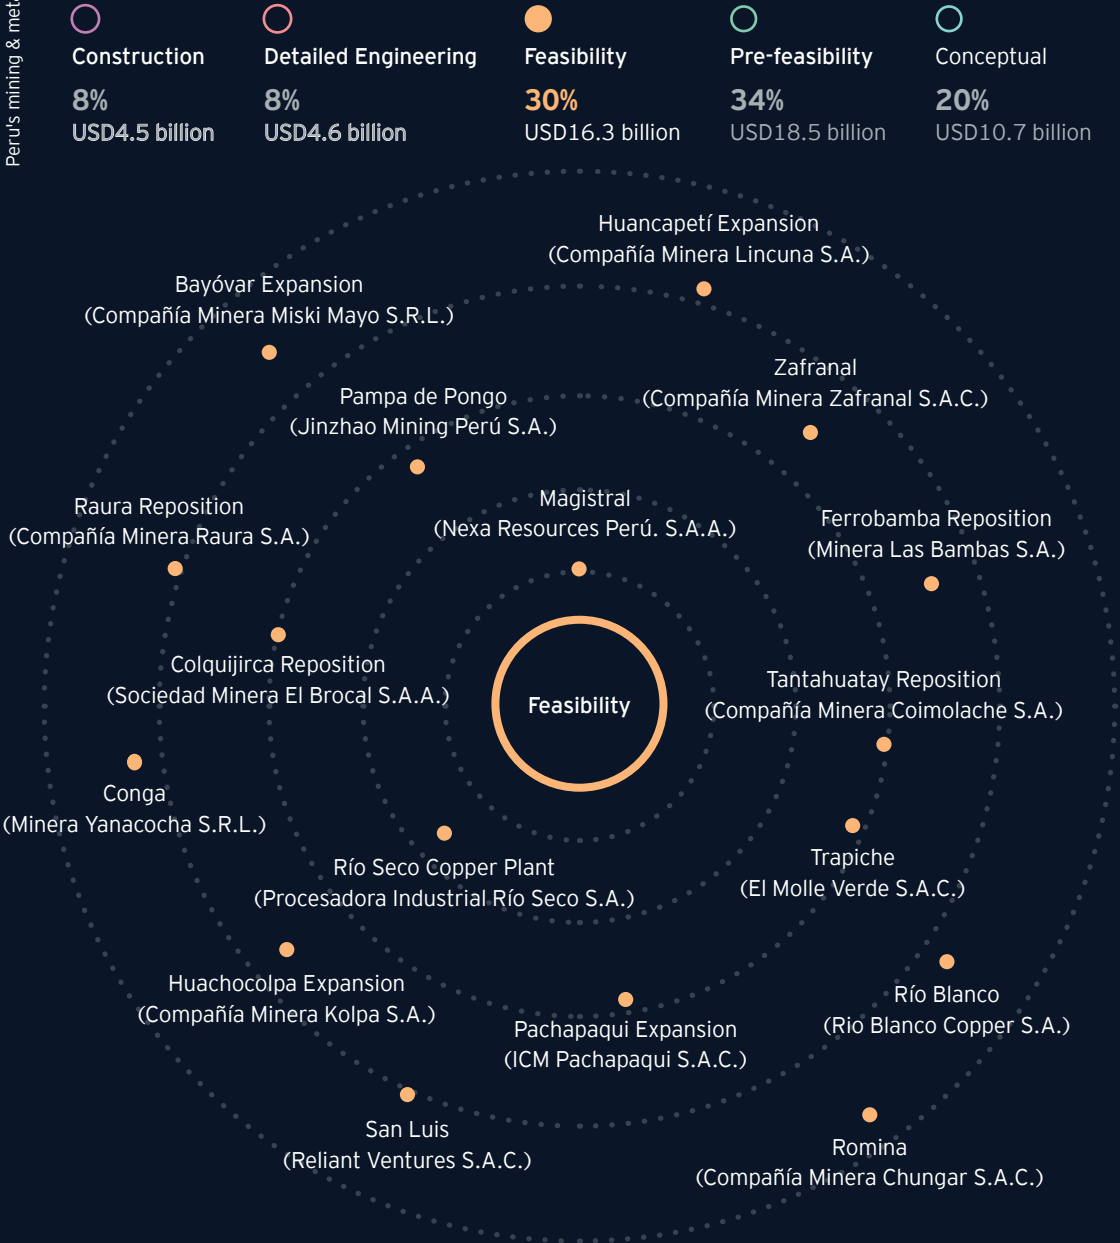 Peru's mining &
Construction
8%
USD4.5 billion
Detailed Engineering
8%
USD4.6 billion
Feasibility
30%
USD16.3 billion
Pre-feasibility
34%
USD18.5 billion
Conceptual
20%
USD10.7 billion
Huancapetí Expansion
(Compañía Minera Lincuna S.A.)
Bayóvar Expansion
(Compañía Minera Miski Mayo S.R.L.)
Zafranal
(Compañía Minera Zafranal S.A.C.)
Pampa de Pongo
(Jinzhao Mining Perú S.A.)
Magistral
(Nexa Resources Perú. S.A.A.)
Raura Reposition
(Compañía Minera Raura S.A.)
Ferrobamba Reposition
(Minera Las Bambas S.A.)
Colquijirca Reposition
(Sociedad Minera El Brocal S.A.A.)
Feasibility
Tantahuatay Reposition
(Compañía Minera Coimolache S.A.)
Conga
(Minera Yanacocha S.R.L.)
Río Seco Copper Plant
(Procesadora Industrial Río Seco S.A.)
Trapiche
(El Molle Verde S.A.C.)
Huachocolpa Expansion
(Compañía Minera Kolpa S.A.)
Río Blanco
(Rio Blanco Copper S.A.)
Pachapaqui Expansion
(ICM Pachapaqui S.A.C.)
San Luis
(Reliant Ventures S.A.C.)
Romina
(Compañía Minera Chungar S.A.C.)